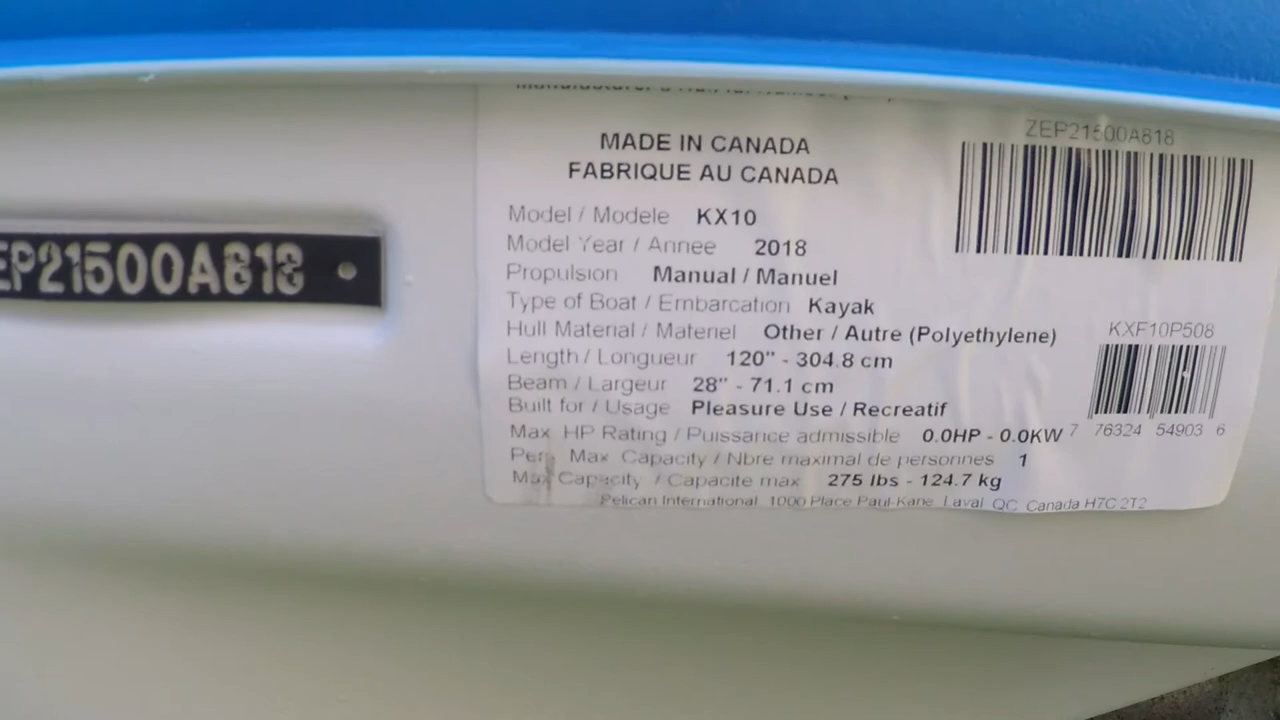 EP21500A818
MADE IN CANADA
FABRIQUE AU CANADA
Model / Modele KX10
Model Year / Annee 2018
Propulsion Manual / Manuel
Type of Boat / Embarcation Kayak
Hull Material / Materiel Other / Autre (Polyethylene)
Length / Longueur 120" - 304.8 cm
Beam / Largeur 28" - 71.1 cm
Built for / Usage Pleasure Use / Recreatif
Max HP Rating / Puissance admissible 0.0HP - 0.0KW
Max Capacity / Nbre maximal de personnes 1
Max Capacity / Capacite max 275 lbs - 124.7 kg
Pelican International 1000 Place Paul-Kane Laval QC Canada H7C 2T2
ZEP21500A818
KXF10P508
7 76324 54903 6